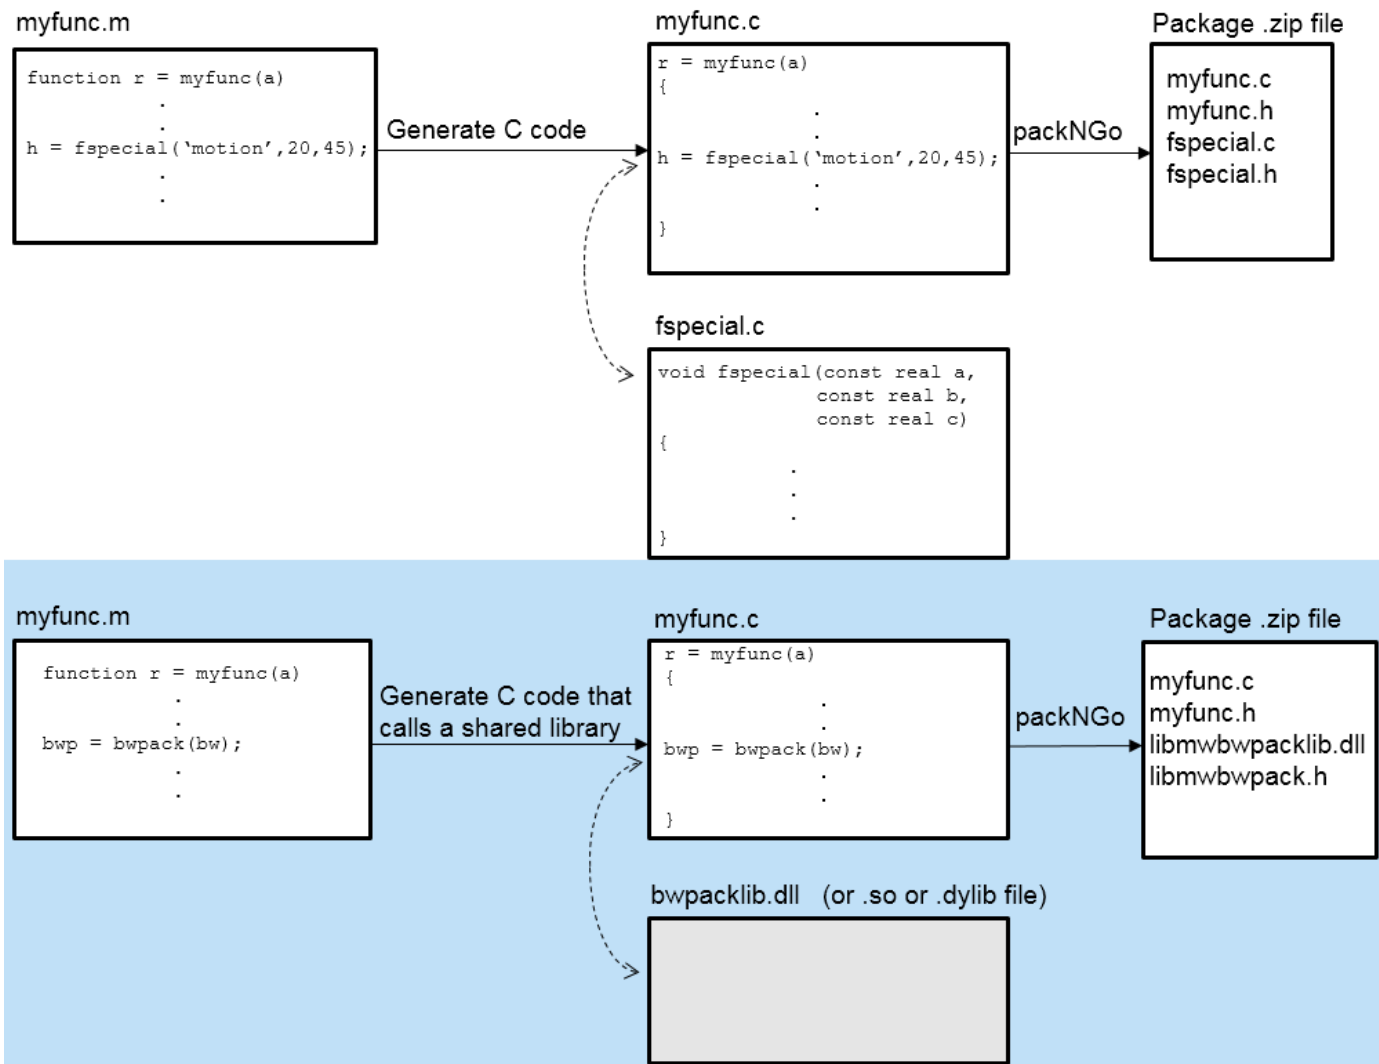 myfunc.m
function r = myfunc(a)
.
.
h = fspecial(‘motion’,20,45);
.
.
Generate C code
myfunc.c
r = myfunc(a)
{
.
.
h = fspecial(‘motion’,20,45);
.
.
}
packNGo
Package .zip file
myfunc.c
myfunc.h
fspecial.c
fspecial.h
fspecial.c
void fspecial(const real a,
const real b,
const real c)
{
.
.
.
}
myfunc.m
function r = myfunc(a)
.
.
bwp = bwpack(bw);
.
.
Generate C code that
calls a shared library
myfunc.c
r = myfunc(a)
{
.
.
bwp = bwpack(bw);
.
.
}
packNGo
Package .zip file
myfunc.c
myfunc.h
libmwbwpacklib.dll
libmwbwpack.h
bwpacklib.dll (or .so or .dylib file)